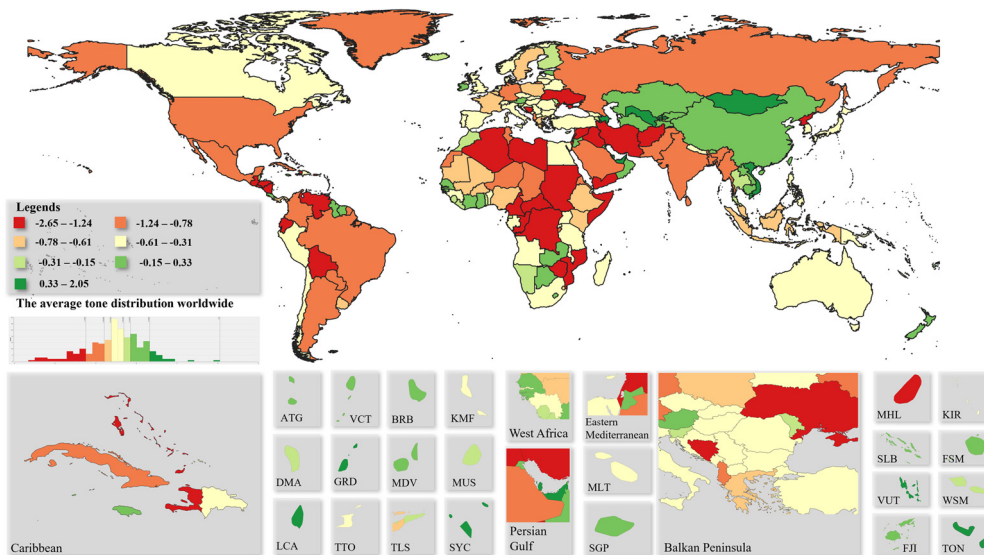 Legends
-2.65 – -1.24
-1.24 – -0.78
-0.78 – -0.61
-0.61 – -0.31
-0.31 – -0.15
-0.15 – 0.33
0.33 – 2.05
The average tone distribution worldwide
Caribbean
ATG
VCT
BRB
KMF
DMA
GRD
MDV
MUS
LCA
TTO
TLS
SYC
West Africa
Eastern
Mediterranean
Persian
Gulf
MLT
SGP
Balkan Peninsula
MHL
KIR
SLB
FSM
VUT
WSM
FJI
TON